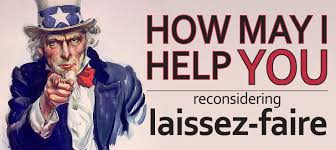 HOW MAY I
HELP YOU
reconsidering
laissez-faire